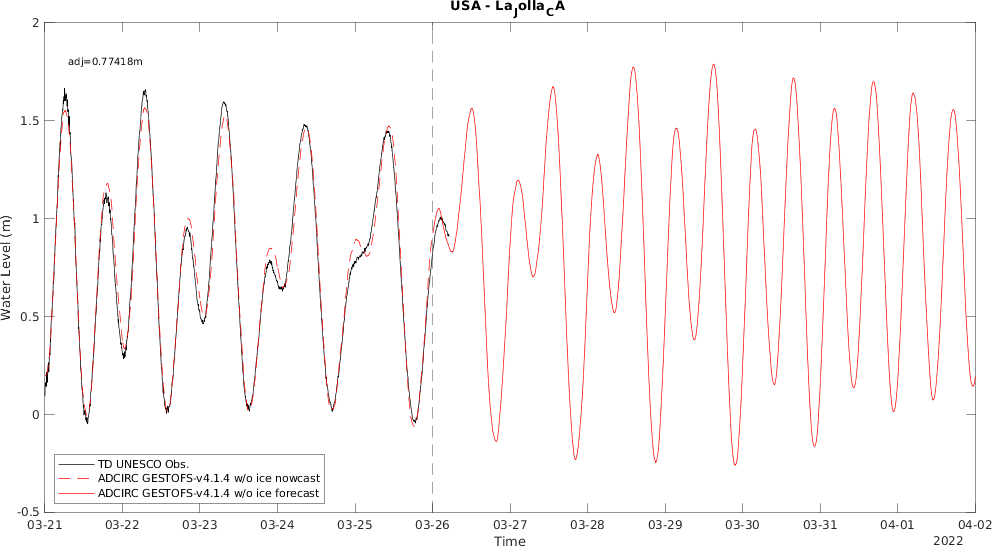 USA - LaJollaCA
adj=0.77418m
2
1.5
1
0.5
0
-0.5
Water Level (m)
TD UNESCO Obs.
ADCIRC GESTOFS-v4.1.4 w/o ice nowcast
ADCIRC GESTOFS-v4.1.4 w/o ice forecast
03-21 03-22 03-23 03-24 03-25 03-26 03-27 03-28 03-29 03-30 03-31 04-01 04-02
Time
2022